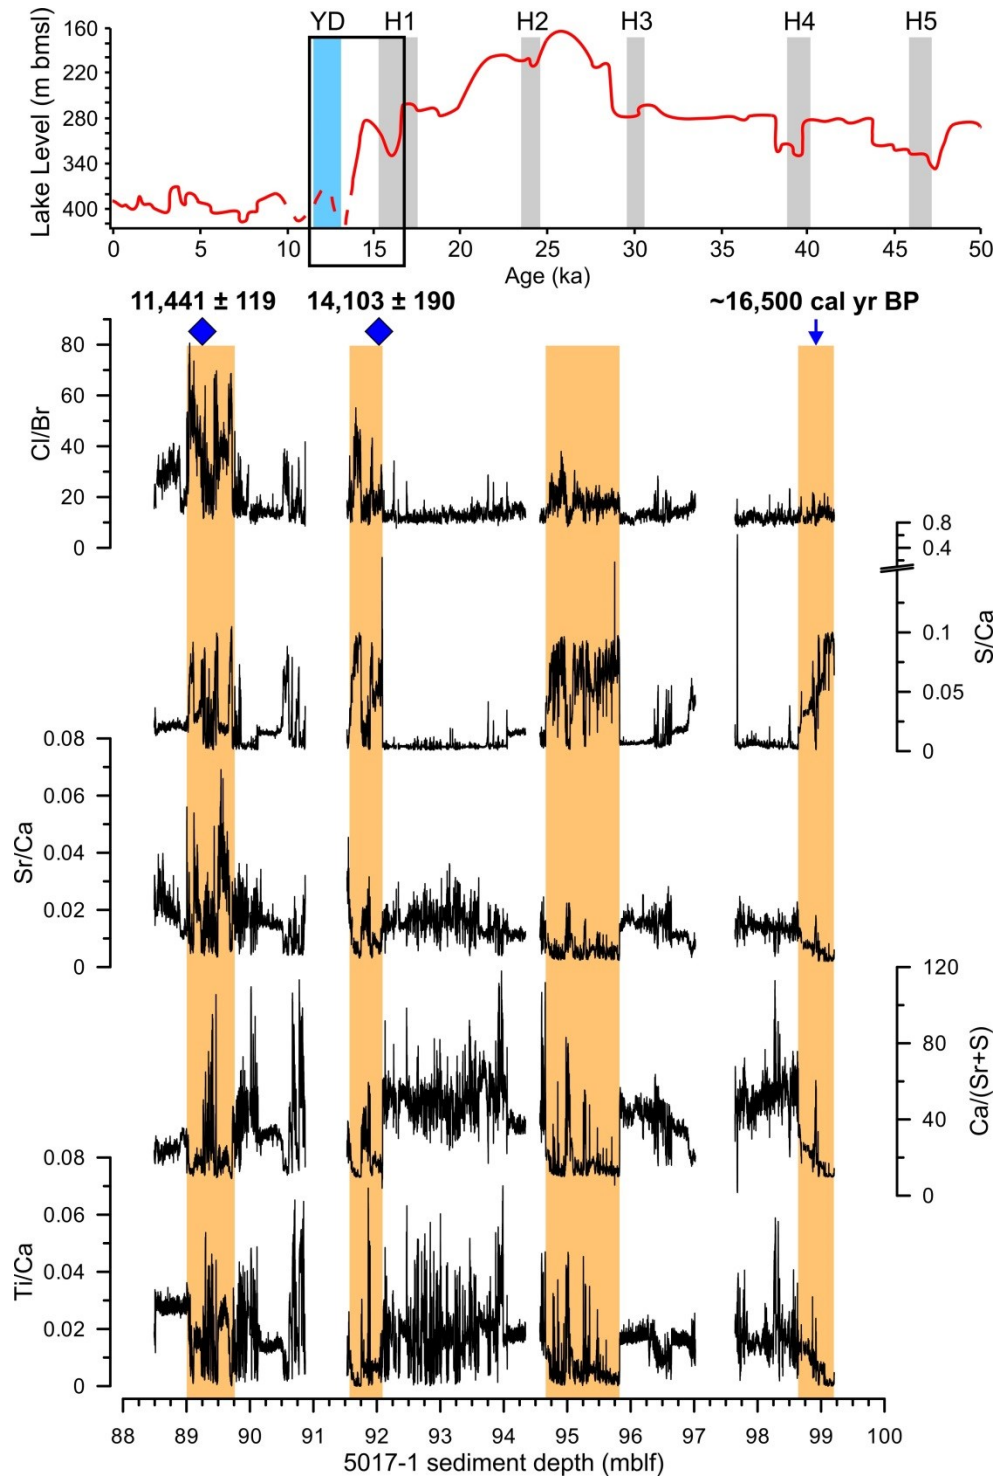 YD H1 H2 H3 H4 H5
Lake Level (m bmsl)
160
220
280
340
400
0 5 10 15 20 25 30 35 40 45 50
Age (ka)
11,441 ± 119 14,103 ± 190 ~16,500 cal yr BP
Cl/Br
80
60
40
20
0
S/Ca
0.8
0.4
0.1
0.05
0
Sr/Ca
0.08
0.06
0.04
0.02
0
Ca/(Sr+S)
120
80
40
0
Ti/Ca
0.08
0.06
0.04
0.02
0
88 89 90 91 92 93 94 95 96 97 98 99 100
5017-1 sediment depth (mblf)